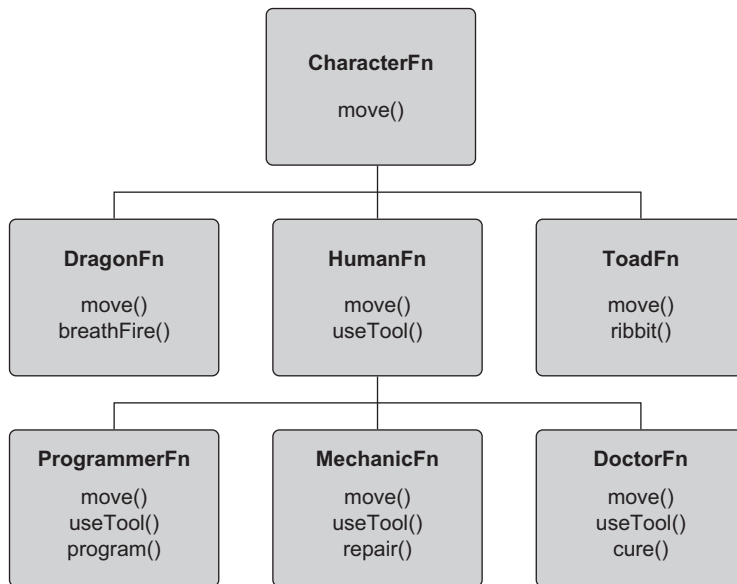 CharacterFn
move()
DragonFn
move()
breathFire()
HumanFn
move()
useTool()
ToadFn
move()
ribbit()
ProgrammerFn
move()
useTool()
program()
MechanicFn
move()
useTool()
repair()
DoctorFn
move()
useTool()
cure()